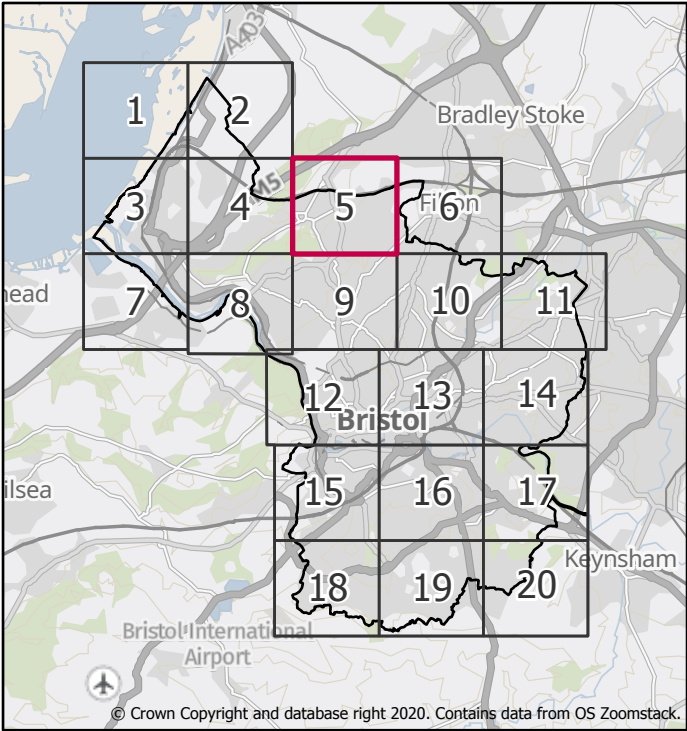 A403
1
2
Bradley Stoke
M5
3
4
5
Filton
6
head
7
8
9
10
11
12
13
14
Bristol
ilsea
15
16
17
Keynsham
18
19
20
Bristol International
Airport
© Crown Copyright and database right 2020. Contains data from OS Zoomstack.